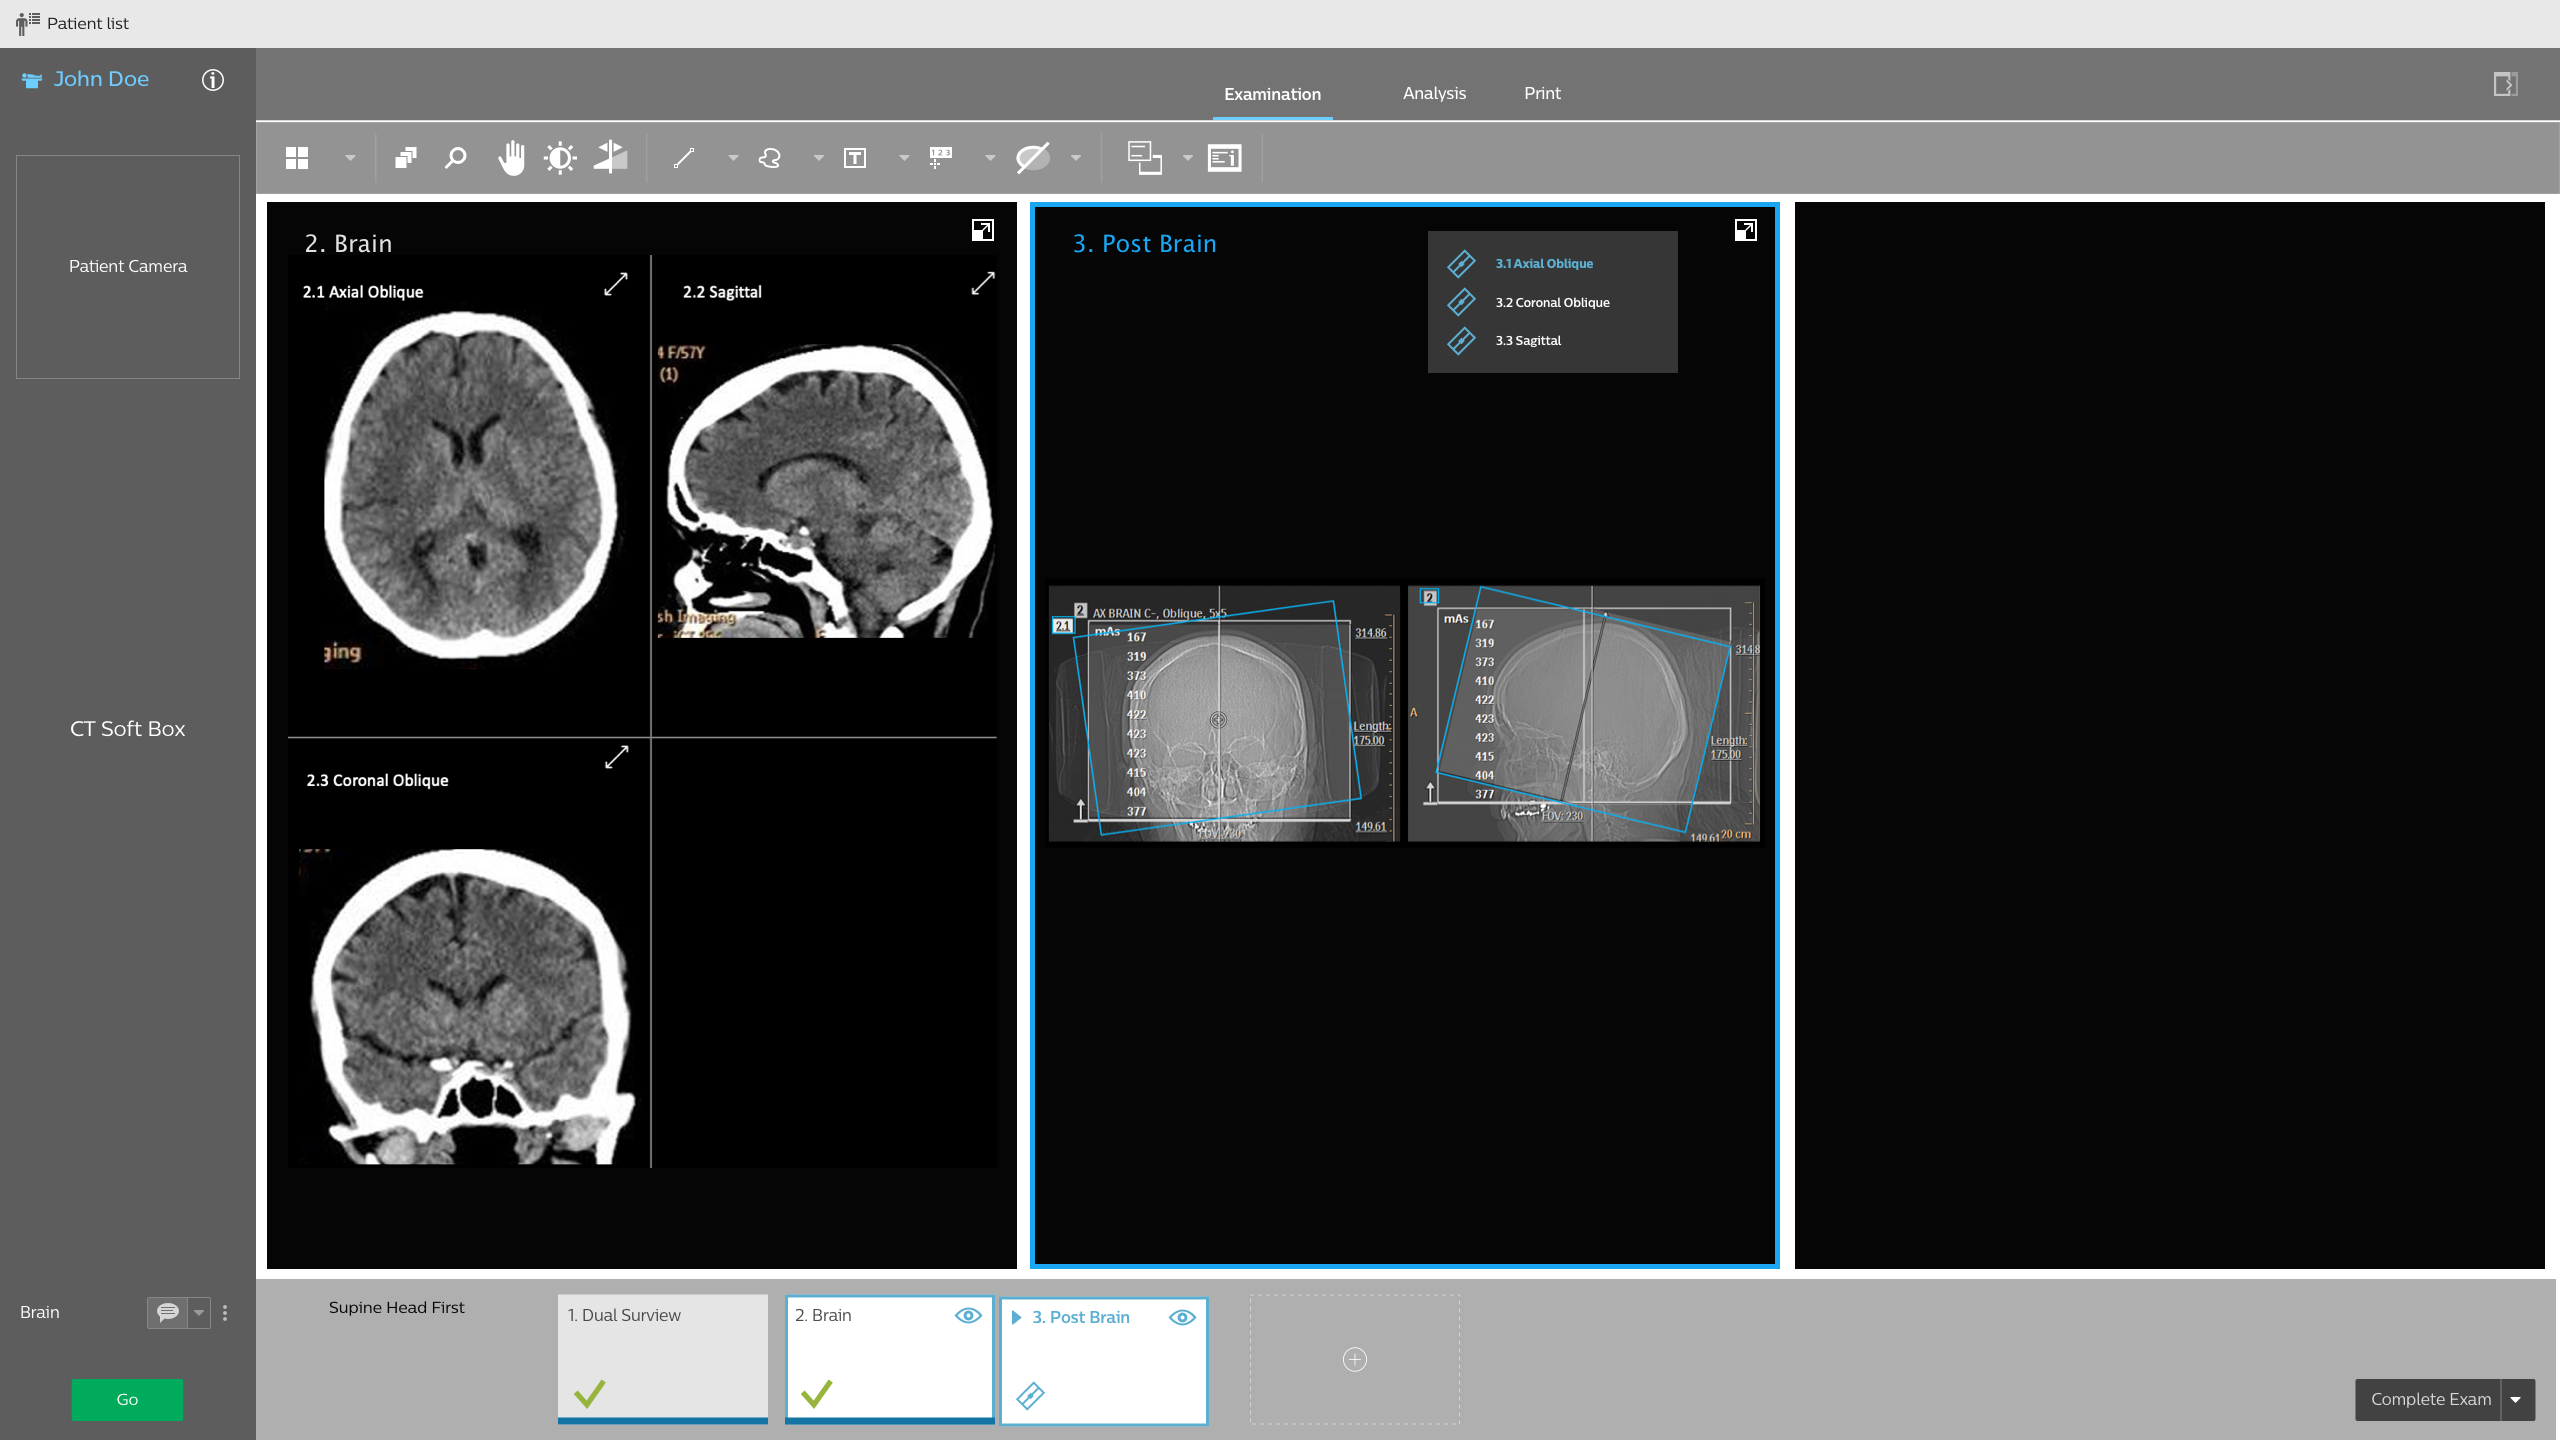 Patient list
John Doe
Examination
Analysis
Print
1 2 3
T
Patient Camera
CT Soft Box
2. Brain
2.1 Axial Oblique
ging
2.2 Sagittal
4 F/57Y
(1)
sh Imaging
2.3 Coronal Oblique
3. Post Brain
3.1 Axial Oblique
3.2 Coronal Oblique
3.3 Sagittal
2
AX BRAIN C-, Oblique, 5x5
2.1
mAs
167
319
373
410
422
423
423
415
404
377
314.86
Length:
175.00
149.61
FOV: 230
2
mAs
167
319
373
410
422
423
423
415
404
377
A
314.8
Length:
175.00
FOV: 230
149.61
20 cm
Brain
Go
Supine Head First
1. Dual Surview
2. Brain
3. Post Brain
Complete Exam